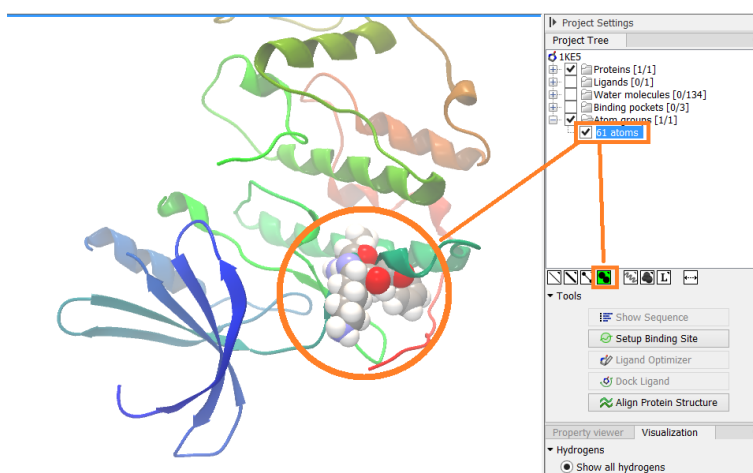 Project Settings
Project Tree
1KE5
Proteins [1/1]
Ligands [0/1]
Water molecules [0/134]
Binding pockets [0/3]
Atom groups [1/1]
61 atoms
L
Tools
Show Sequence
Setup Binding Site
Ligand Optimizer
Dock Ligand
Align Protein Structure
Property viewer Visualization
Hydrogens
Show all hydrogens